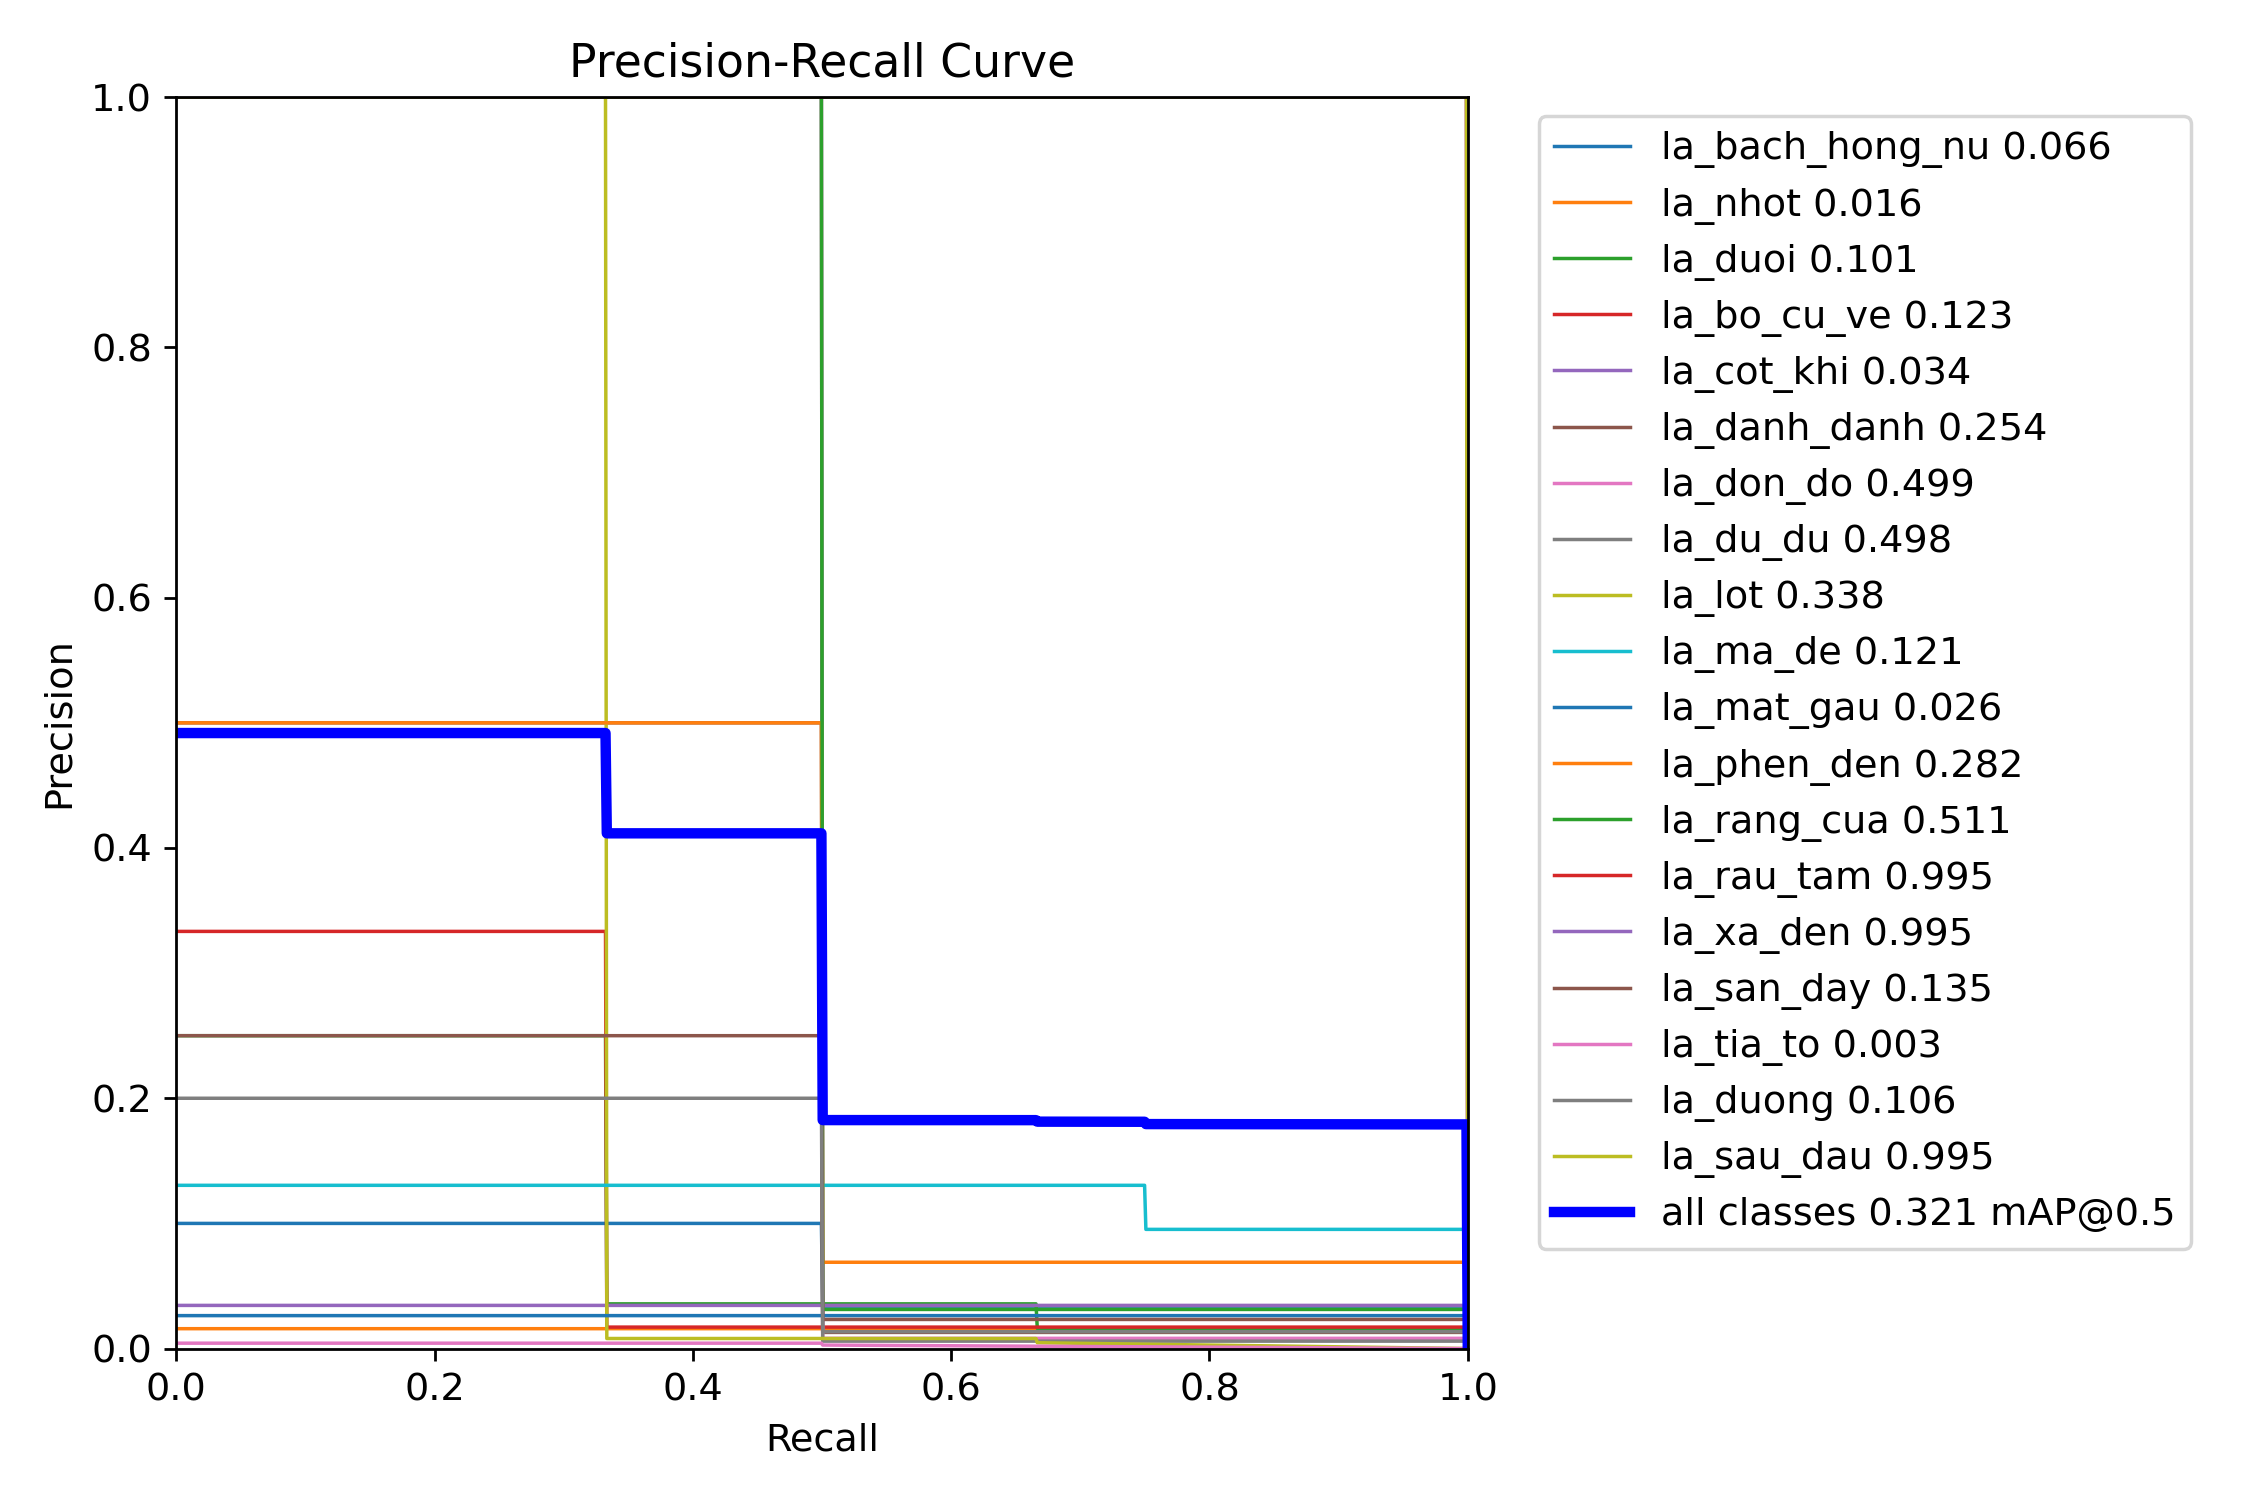 Precision-Recall Curve
1.0
0.8
0.6
0.4
0.2
0.0
Precision
0.0 0.2 0.4 0.6 0.8 1.0
Recall
la_bach_hong_nu 0.066
la_nhot 0.016
la_duoi 0.101
la_bo_cu_ve 0.123
la_cot_khi 0.034
la_danh_danh 0.254
la_don_do 0.499
la_du_du 0.498
la_lot 0.338
la_ma_de 0.121
la_mat_gau 0.026
la_phen_den 0.282
la_rang_cua 0.511
la_rau_tam 0.995
la_xa_den 0.995
la_san_day 0.135
la_tia_to 0.003
la_duong 0.106
la_sau_dau 0.995
all classes 0.321 mAP@0.5